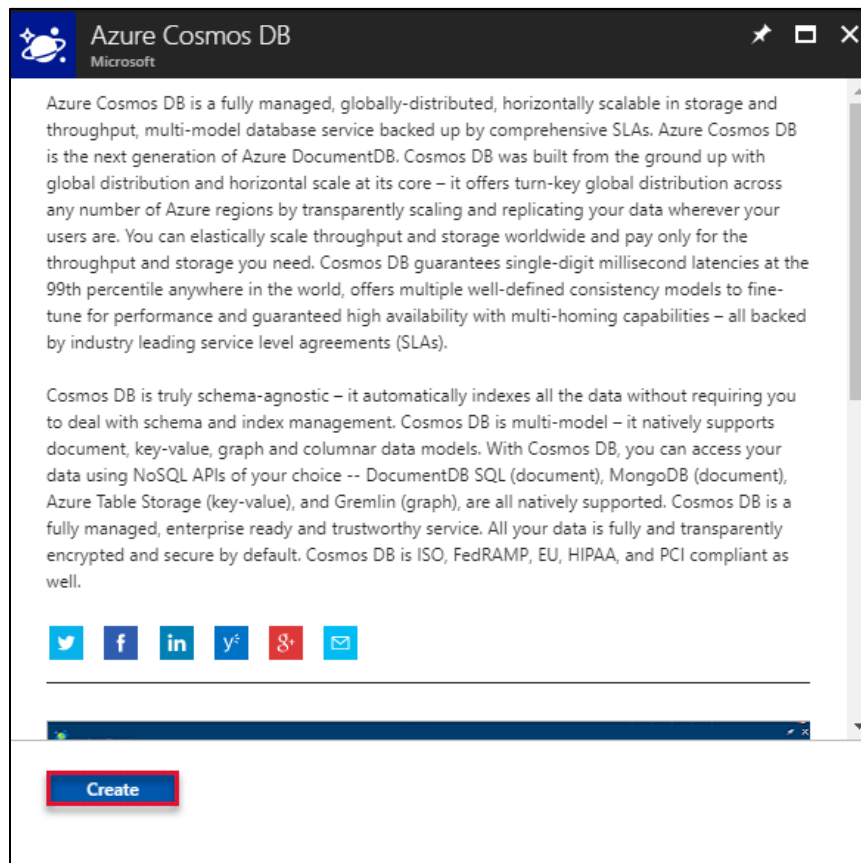 Azure Cosmos DB
Microsoft
Azure Cosmos DB is a fully managed, globally-distributed, horizontally scalable in storage and
throughput, multi-model database service backed up by comprehensive SLAs. Azure Cosmos DB
is the next generation of Azure DocumentDB. Cosmos DB was built from the ground up with
global distribution and horizontal scale at its core – it offers turn-key global distribution across
any number of Azure regions by transparently scaling and replicating your data wherever your
users are. You can elastically scale throughput and storage worldwide and pay only for the
throughput and storage you need. Cosmos DB guarantees single-digit millisecond latencies at the
99th percentile anywhere in the world, offers multiple well-defined consistency models to fine-
tune for performance and guaranteed high availability with multi-homing capabilities – all backed
by industry leading service level agreements (SLAs).
Cosmos DB is truly schema-agnostic – it automatically indexes all the data without requiring you
to deal with schema and index management. Cosmos DB is multi-model – it natively supports
document, key-value, graph and columnar data models. With Cosmos DB, you can access your
data using NoSQL APIs of your choice -- DocumentDB SQL (document), MongoDB (document),
Azure Table Storage (key-value), and Gremlin (graph), are all natively supported. Cosmos DB is a
fully managed, enterprise ready and trustworthy service. All your data is fully and transparently
encrypted and secure by default. Cosmos DB is ISO, FedRAMP, EU, HIPAA, and PCI compliant as
well.
Create